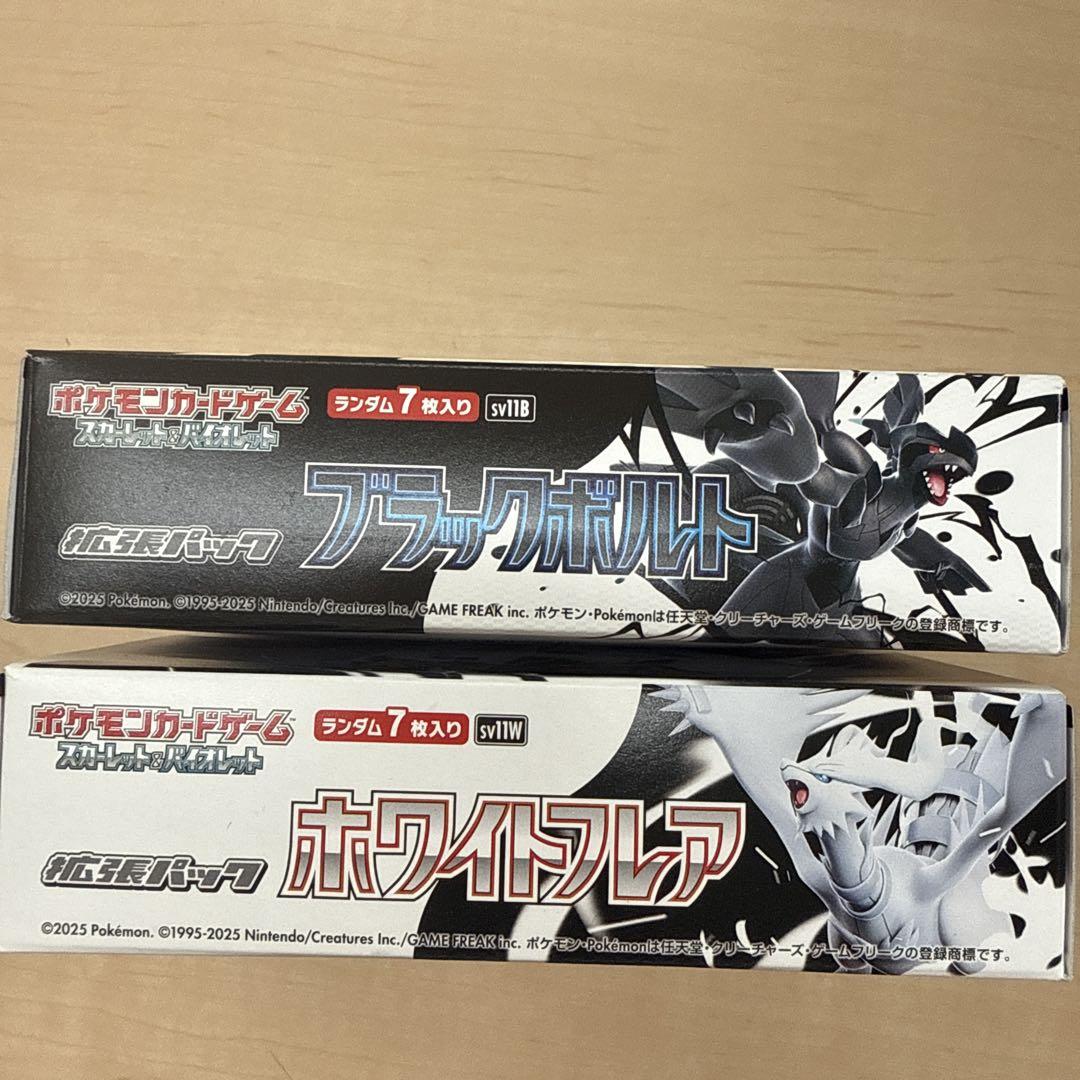 ポケモンカードゲーム
スカーレット&バイオレット
ランダム7枚入り sv11B
拡張パック ブラックボルト
©2025 Pokémon. ©1995-2025 Nintendo/Creatures Inc./GAME FREAK inc. ポケモン・Pokémonは任天堂・クリーチャーズ・ゲームフリークの登録商標です。
ポケモンカードゲーム
スカーレット&バイオレット
ランダム7枚入り sv11W
拡張パック ホワイトフレア
©2025 Pokémon. ©1995-2025 Nintendo/Creatures Inc./GAME FREAK inc. ポケモン・Pokémonは任天堂・クリーチャーズ・ゲームフリークの登録商標です。